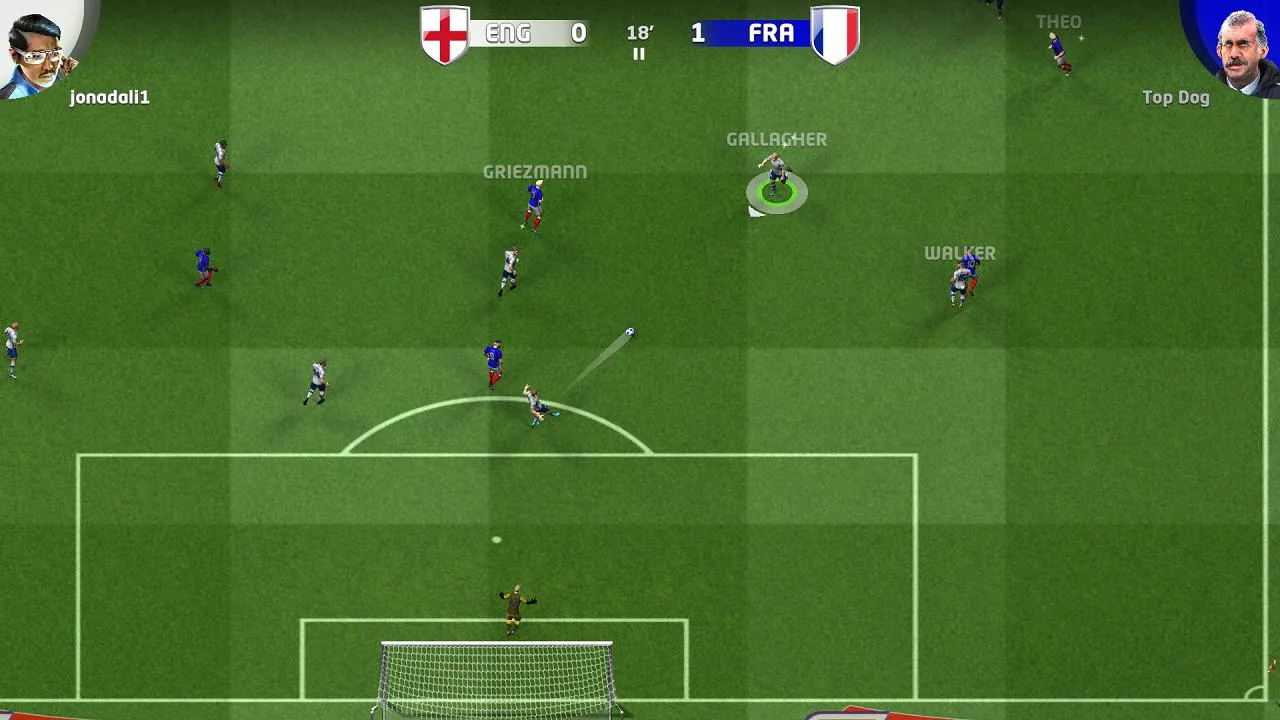 ENG 0 18' 1 FRA
jonadali1
Top Dog
THEO
GALLAGHER
GRIEZMANN
WALKER